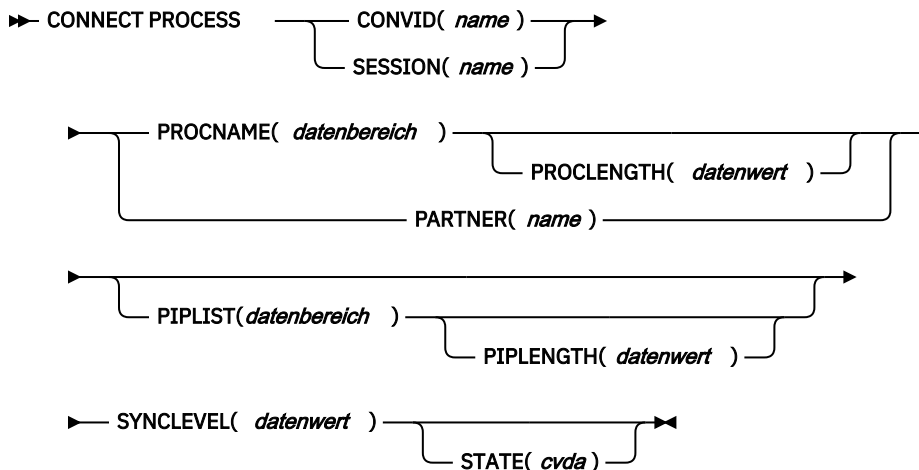 CONNECT PROCESS CONVID( name )
SESSION( name )
PROCNAME( datenbereich )
PROCLENGTH( datenwert )
PARTNER( name )
PIPLIST(datenbereich )
PIPLENGTH( datenwert )
SYNCLEVEL( datenwert )
STATE( cvda )